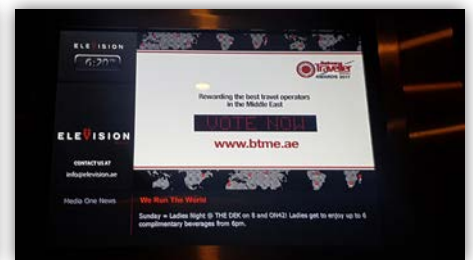 ELEVISION
6:20
Business
Traveller
AWARDS 2011
Rewarding the best travel operators
in the Middle East
VOTE NOW
www.btme.ae
ELEVISION
CONTACT US AT
info@elevision.ae
Media One News
We Run The World
Sunday = Ladies Night @ THE DEK on 8 and ON42! Ladies get to enjoy up to 6
complimentary beverages from 6pm.